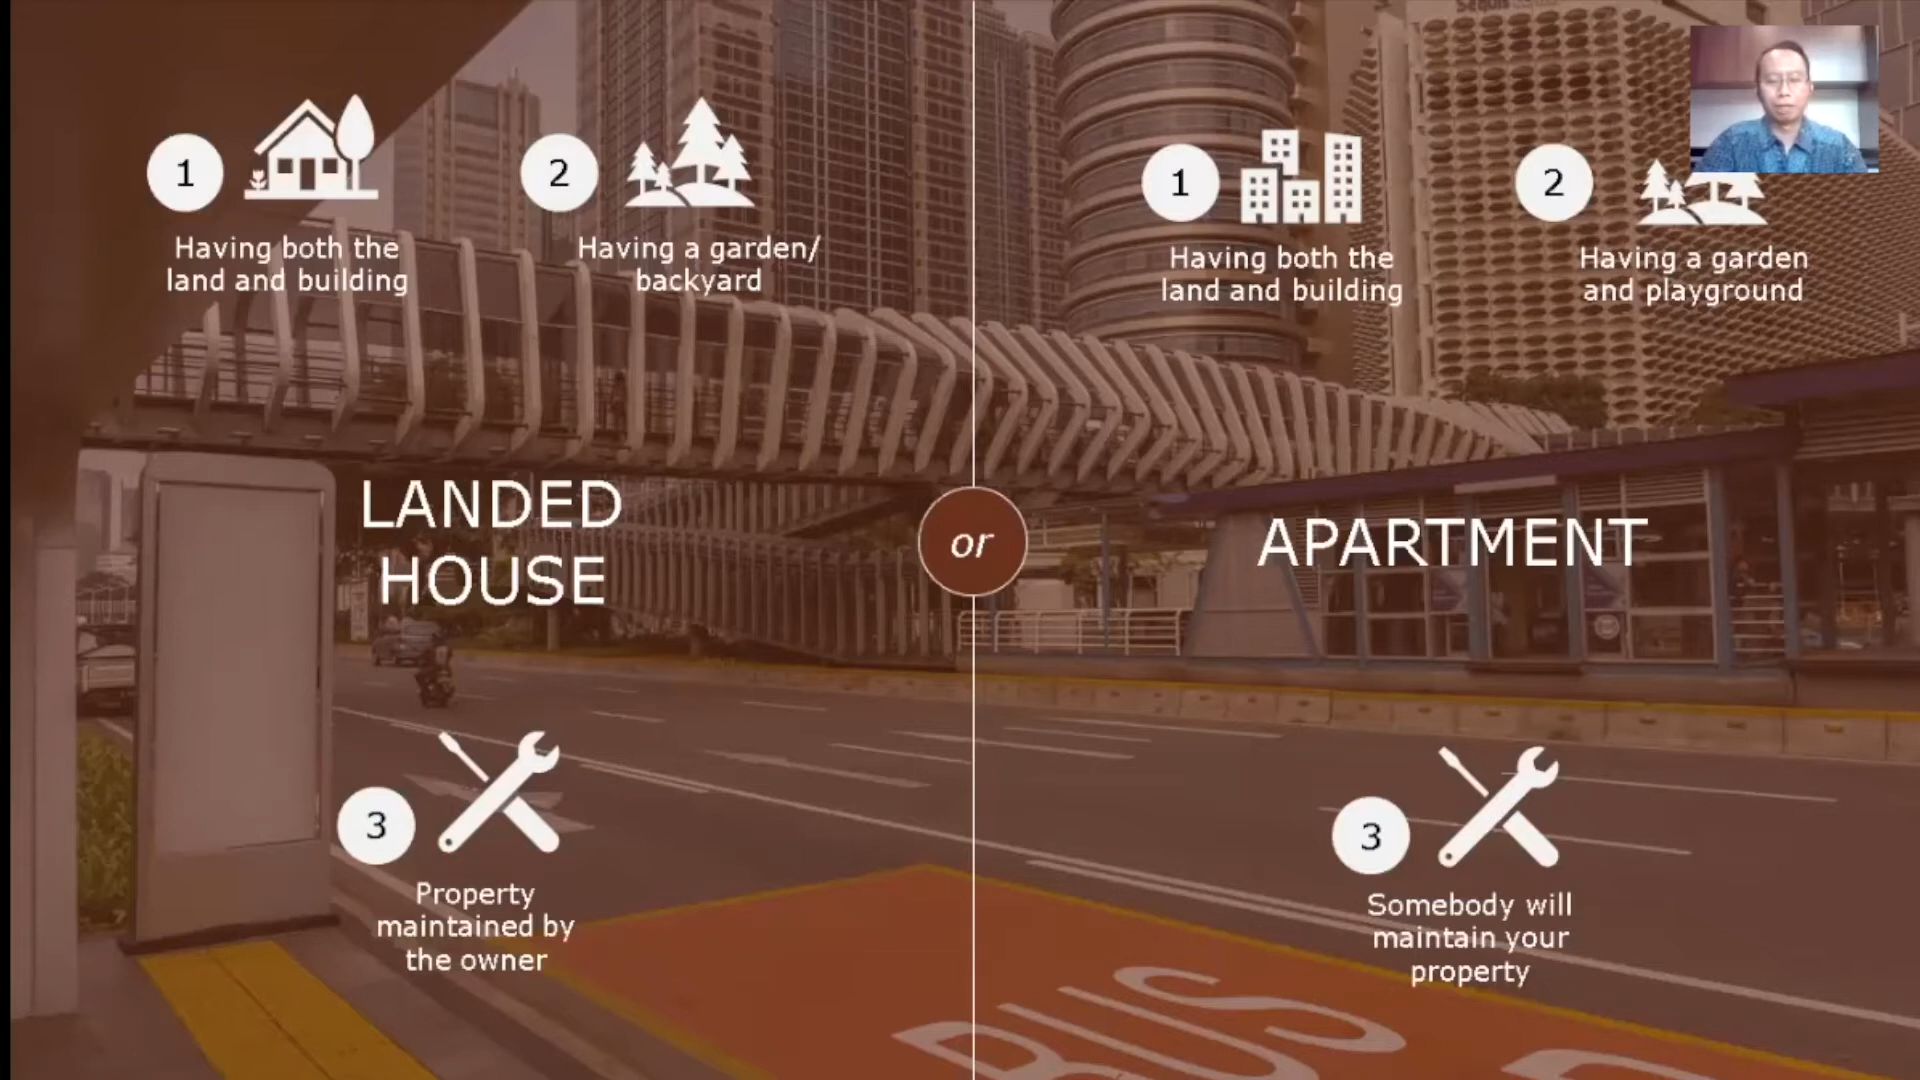 Sequis
1
Having both the
land and building
2
Having a garden/
backyard
LANDED
HOUSE
3
Property
maintained by
the owner
or
1
Having both the
land and building
2
Having a garden
and playground
APARTMENT
3
Somebody will
maintain your
property
BUS